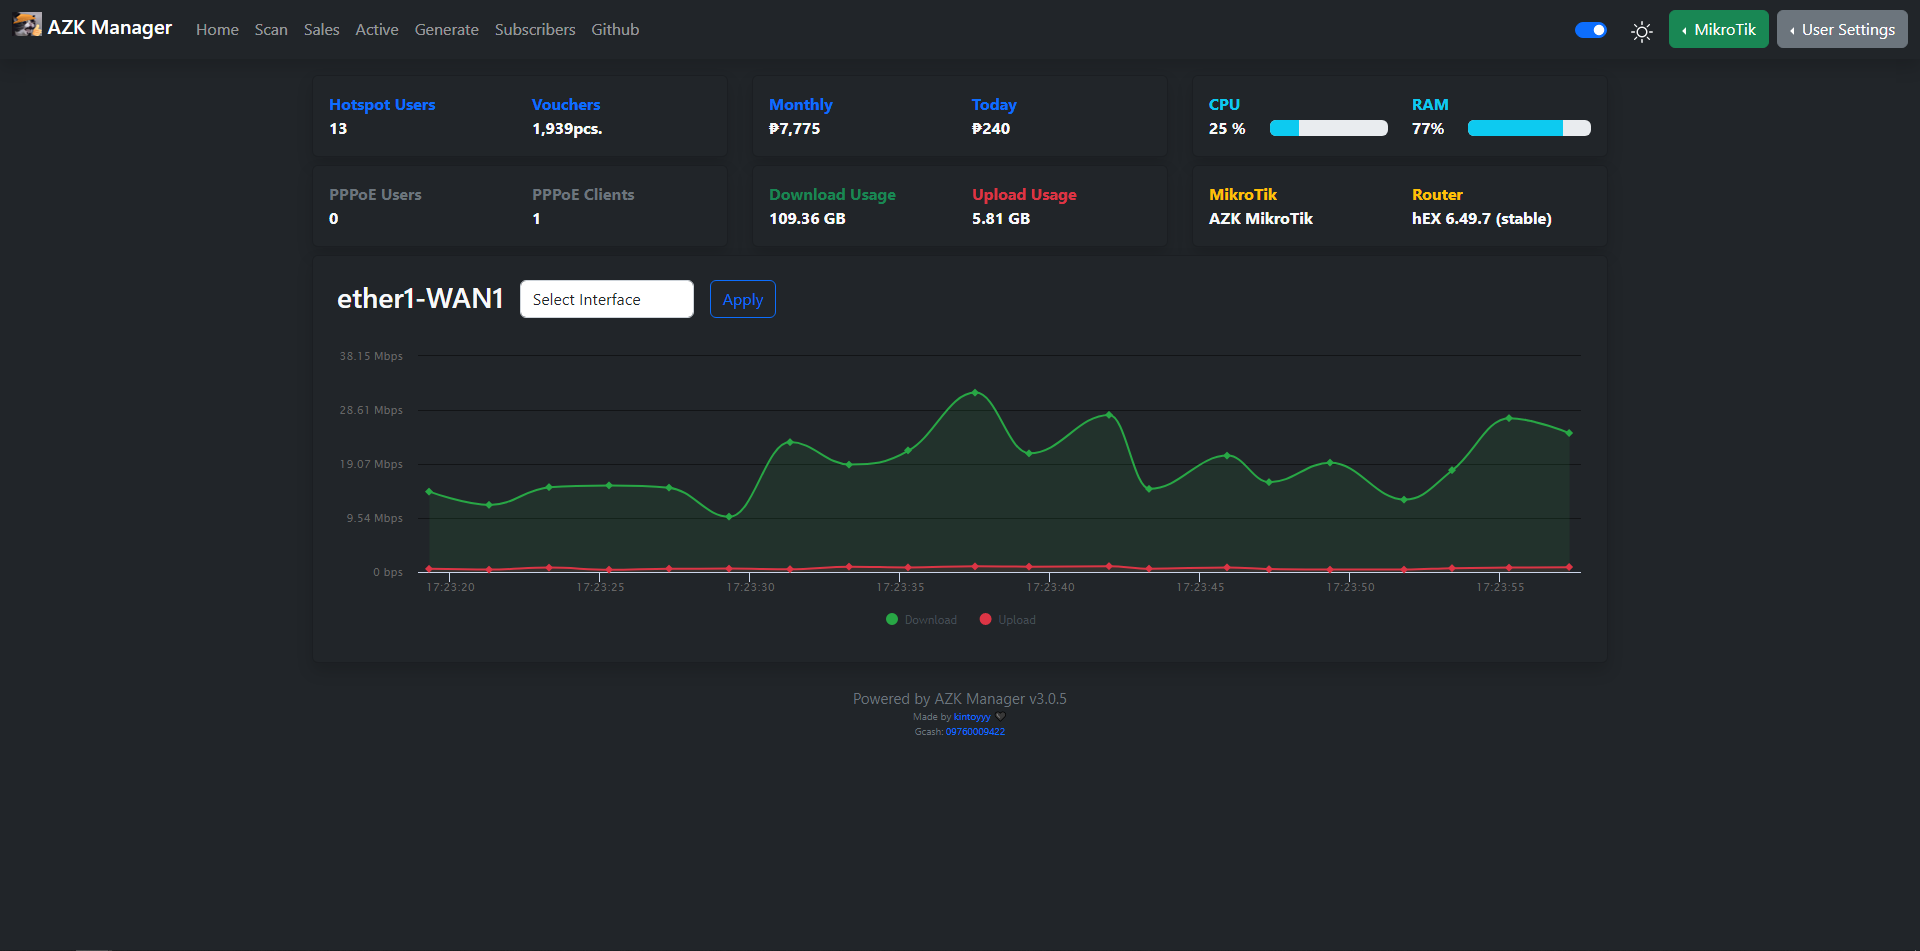 AZK Manager Home Scan Sales Active Generate Subscribers Github MikroTik User Settings
Hotspot Users Vouchers Monthly Today CPU RAM
13 1,939pcs. ₱7,775 ₱240 25 % 77%
PPPoE Users PPPoE Clients Download Usage Upload Usage MikroTik Router
0 1 109.36 GB 5.81 GB AZK MikroTik hEX 6.49.7 (stable)
ether1-WAN1 Select Interface Apply
38.15 Mbps
28.61 Mbps
19.07 Mbps
9.54 Mbps
0 bps
17:23:20 17:23:25 17:23:30 17:23:35 17:23:40 17:23:45 17:23:50 17:23:55
Download Upload
Powered by AZK Manager v3.0.5
Made by kintoyyy
Gcash: 09760009422